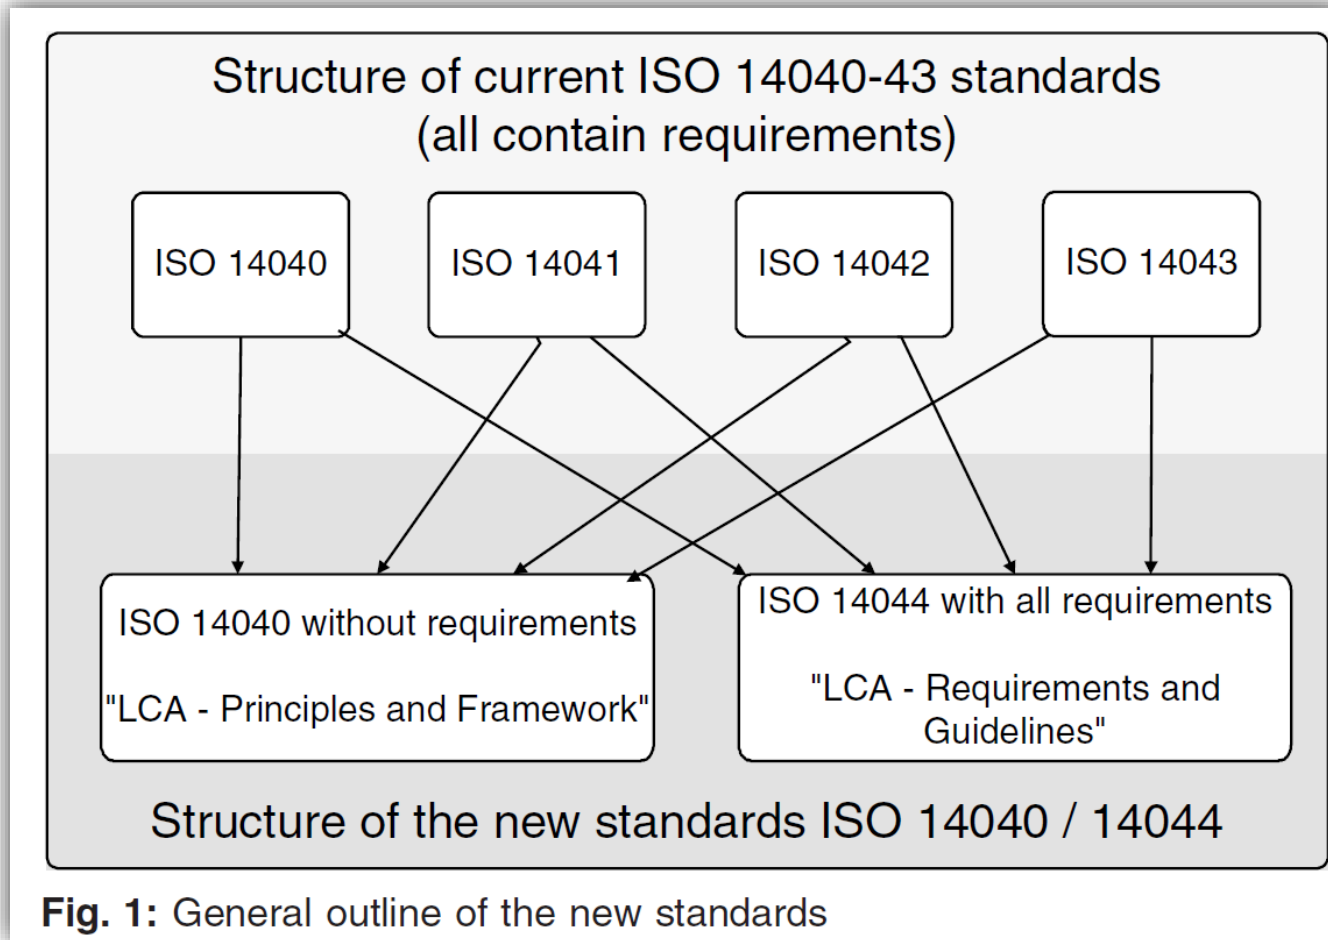 Structure of current ISO 14040-43 standards
(all contain requirements)
ISO 14040
ISO 14041
ISO 14042
ISO 14043
ISO 14040 without requirements
"LCA - Principles and Framework"
ISO 14044 with all requirements
"LCA - Requirements and
Guidelines"
Structure of the new standards ISO 14040 / 14044
Fig. 1: General outline of the new standards